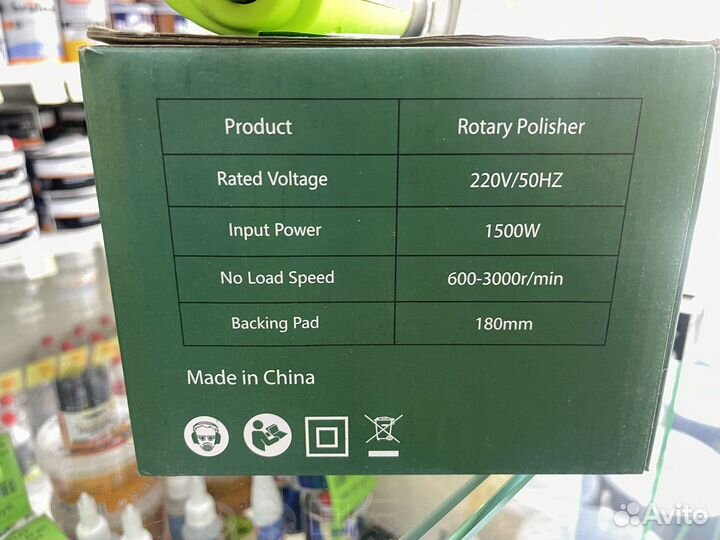 Product Rotary Polisher
Rated Voltage 220V/50HZ
Input Power 1500W
No Load Speed 600-3000r/min
Backing Pad 180mm
Made in China
Avito